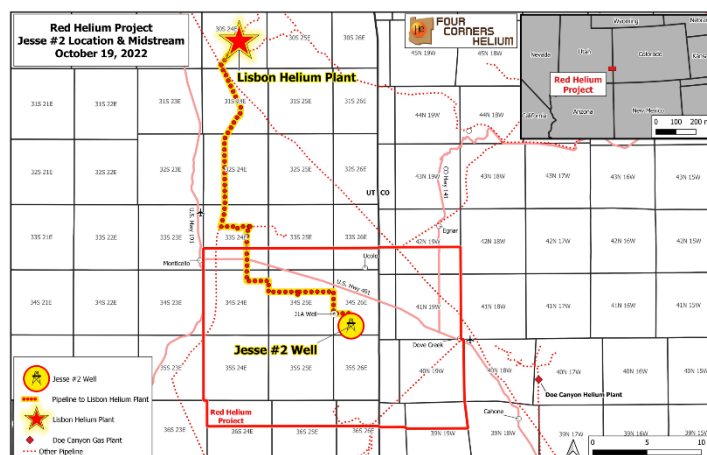 Red Helium Project
Jesse #2 Location & Midstream
October 19, 2022
FOUR
CORNERS
HELIUM
Wyoming
Nevada
Utah
Colorado
Red Helium
Project
California
Arizona
New Mexico
0 100 200
30S 24E
30S 25E
30S 26E
Lisbon Helium Plant
45N 19W
31S 21E
31S 22E
31S 23E
31S 24E
31S 25E
31S 26E
44N 19W
44N 18W
32S 21E
32S 22E
32S 23E
32S 24E
32S 25E
32S 26E
43N 19W
43N 18W
43N 17W
43N 16W
43N 15W
UT
CO
CO Hwy 141
U.S. Hwy 191
33S 21E
33S 22E
33S 23E
33S 24E
33S 25E
33S 26E
42N 19W
Egnar
42N 18W
42N 17W
42N 16W
42N 15W
Monticello
Ucolo
U.S. Hwy 491
34S 21E
34S 22E
34S 23E
34S 24E
34S 25E
34S 26E
41N 19W
41N 18W
41N 17W
41N 16W
41N 15W
Jesse #2 Well
Dove Creek
35S 23E
35S 24E
35S 25E
35S 26E
40N 19W
40N 18W
40N 17W
40N 16W
40N 15W
Doe Canyon Helium Plant
Cahone
Red Helium
Project
36S 23E
36S 24E
36S 25E
36S 26E
39N 19W
39N 18W
39N 17W
39N 16W
39N 15W
Jesse #2 Well
Pipeline to Lisbon Helium Plant
Lisbon Helium Plant
Doe Canyon Gas Plant
Other Pipeline
0 5 10